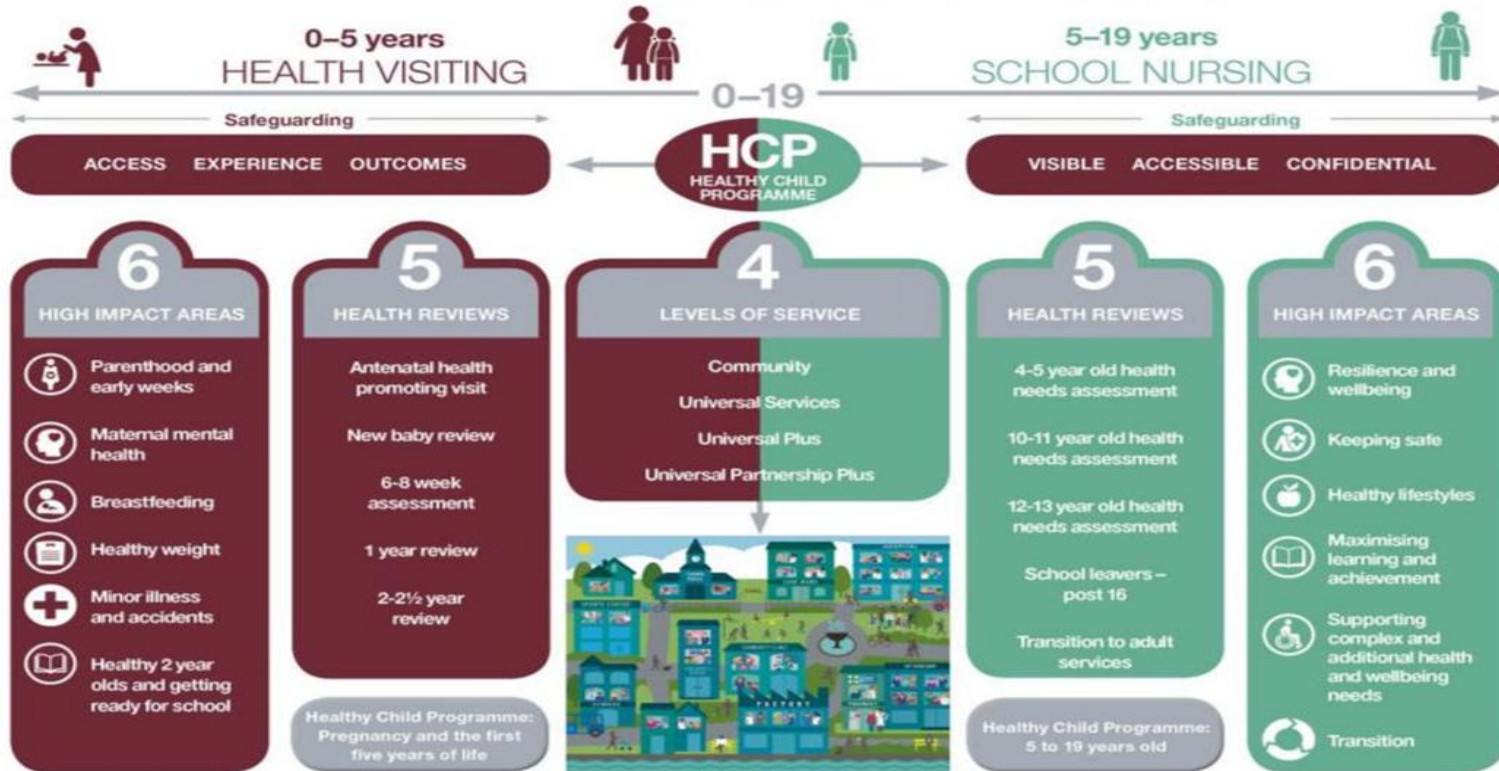 0–5 years
HEALTH VISITING
5–19 years
SCHOOL NURSING
0–19
Safeguarding
Safeguarding
ACCESS EXPERIENCE OUTCOMES
HCP
HEALTHY CHILD
PROGRAMME
VISIBLE ACCESSIBLE CONFIDENTIAL
6
HIGH IMPACT AREAS
Parenthood and
early weeks
Maternal mental
health
Breastfeeding
Healthy weight
Minor illness
and accidents
Healthy 2 year
olds and getting
ready for school
5
HEALTH REVIEWS
Antenatal health
promoting visit
New baby review
6-8 week
assessment
1 year review
2-2½ year
review
Healthy Child Programme:
Pregnancy and the first
five years of life
4
LEVELS OF SERVICE
Community
Universal Services
Universal Plus
Universal Partnership Plus
FACTORY
5
HEALTH REVIEWS
4-5 year old health
needs assessment
10-11 year old health
needs assessment
12-13 year old health
needs assessment
School leavers –
post 16
Transition to adult
services
Healthy Child Programme:
5 to 19 years old
6
HIGH IMPACT AREAS
Resilience and
wellbeing
Keeping safe
Healthy lifestyles
Maximising
learning and
achievement
Supporting
complex and
additional health
and wellbeing
needs
Transition